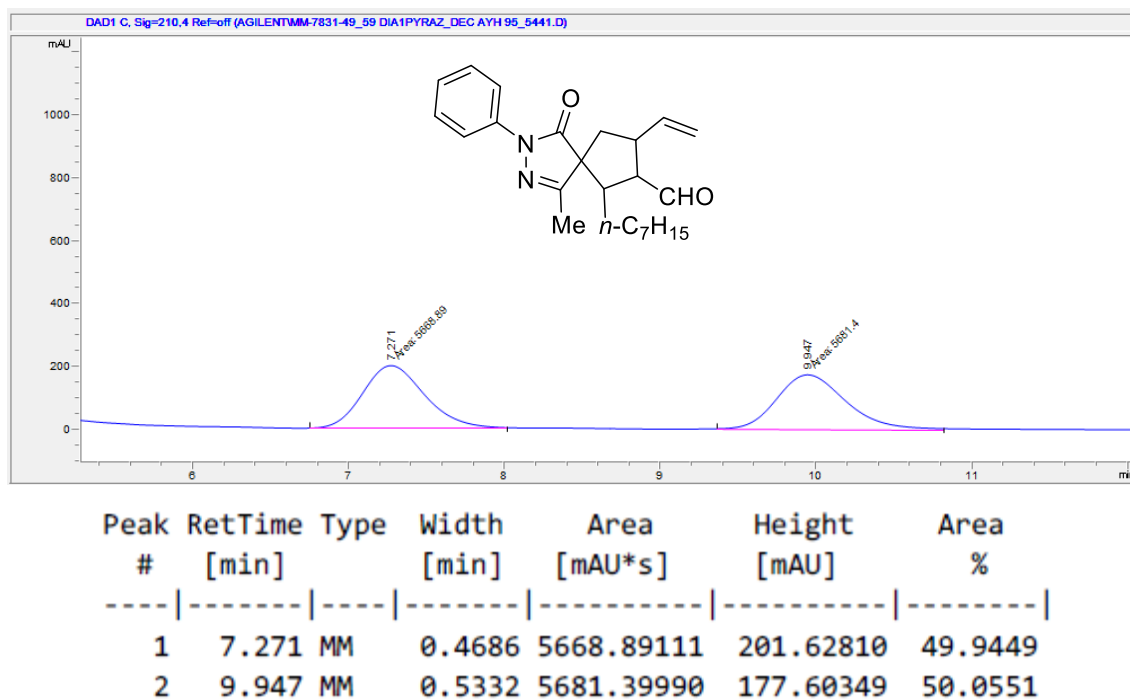 DAD1 C, Sig=210,4 Ref=off (AGILENT\MM-7831-49_59 DIA1PYRAZ_DEC AYH 95_5441.D)
mAU
1000
800
600
400
200
0
O
N
N
CHO
Me n-C7H15
7.271
Area: 5668.89
9.947
Area: 5681.4
6 7 8 9 10 11
Peak RetTime Type Width Area Height Area
# [min] [min] [mAU*s] [mAU] %
----|-------|----|-------|----------|----------|--------|
1 7.271 MM 0.4686 5668.89111 201.62810 49.9449
2 9.947 MM 0.5332 5681.39990 177.60349 50.0551